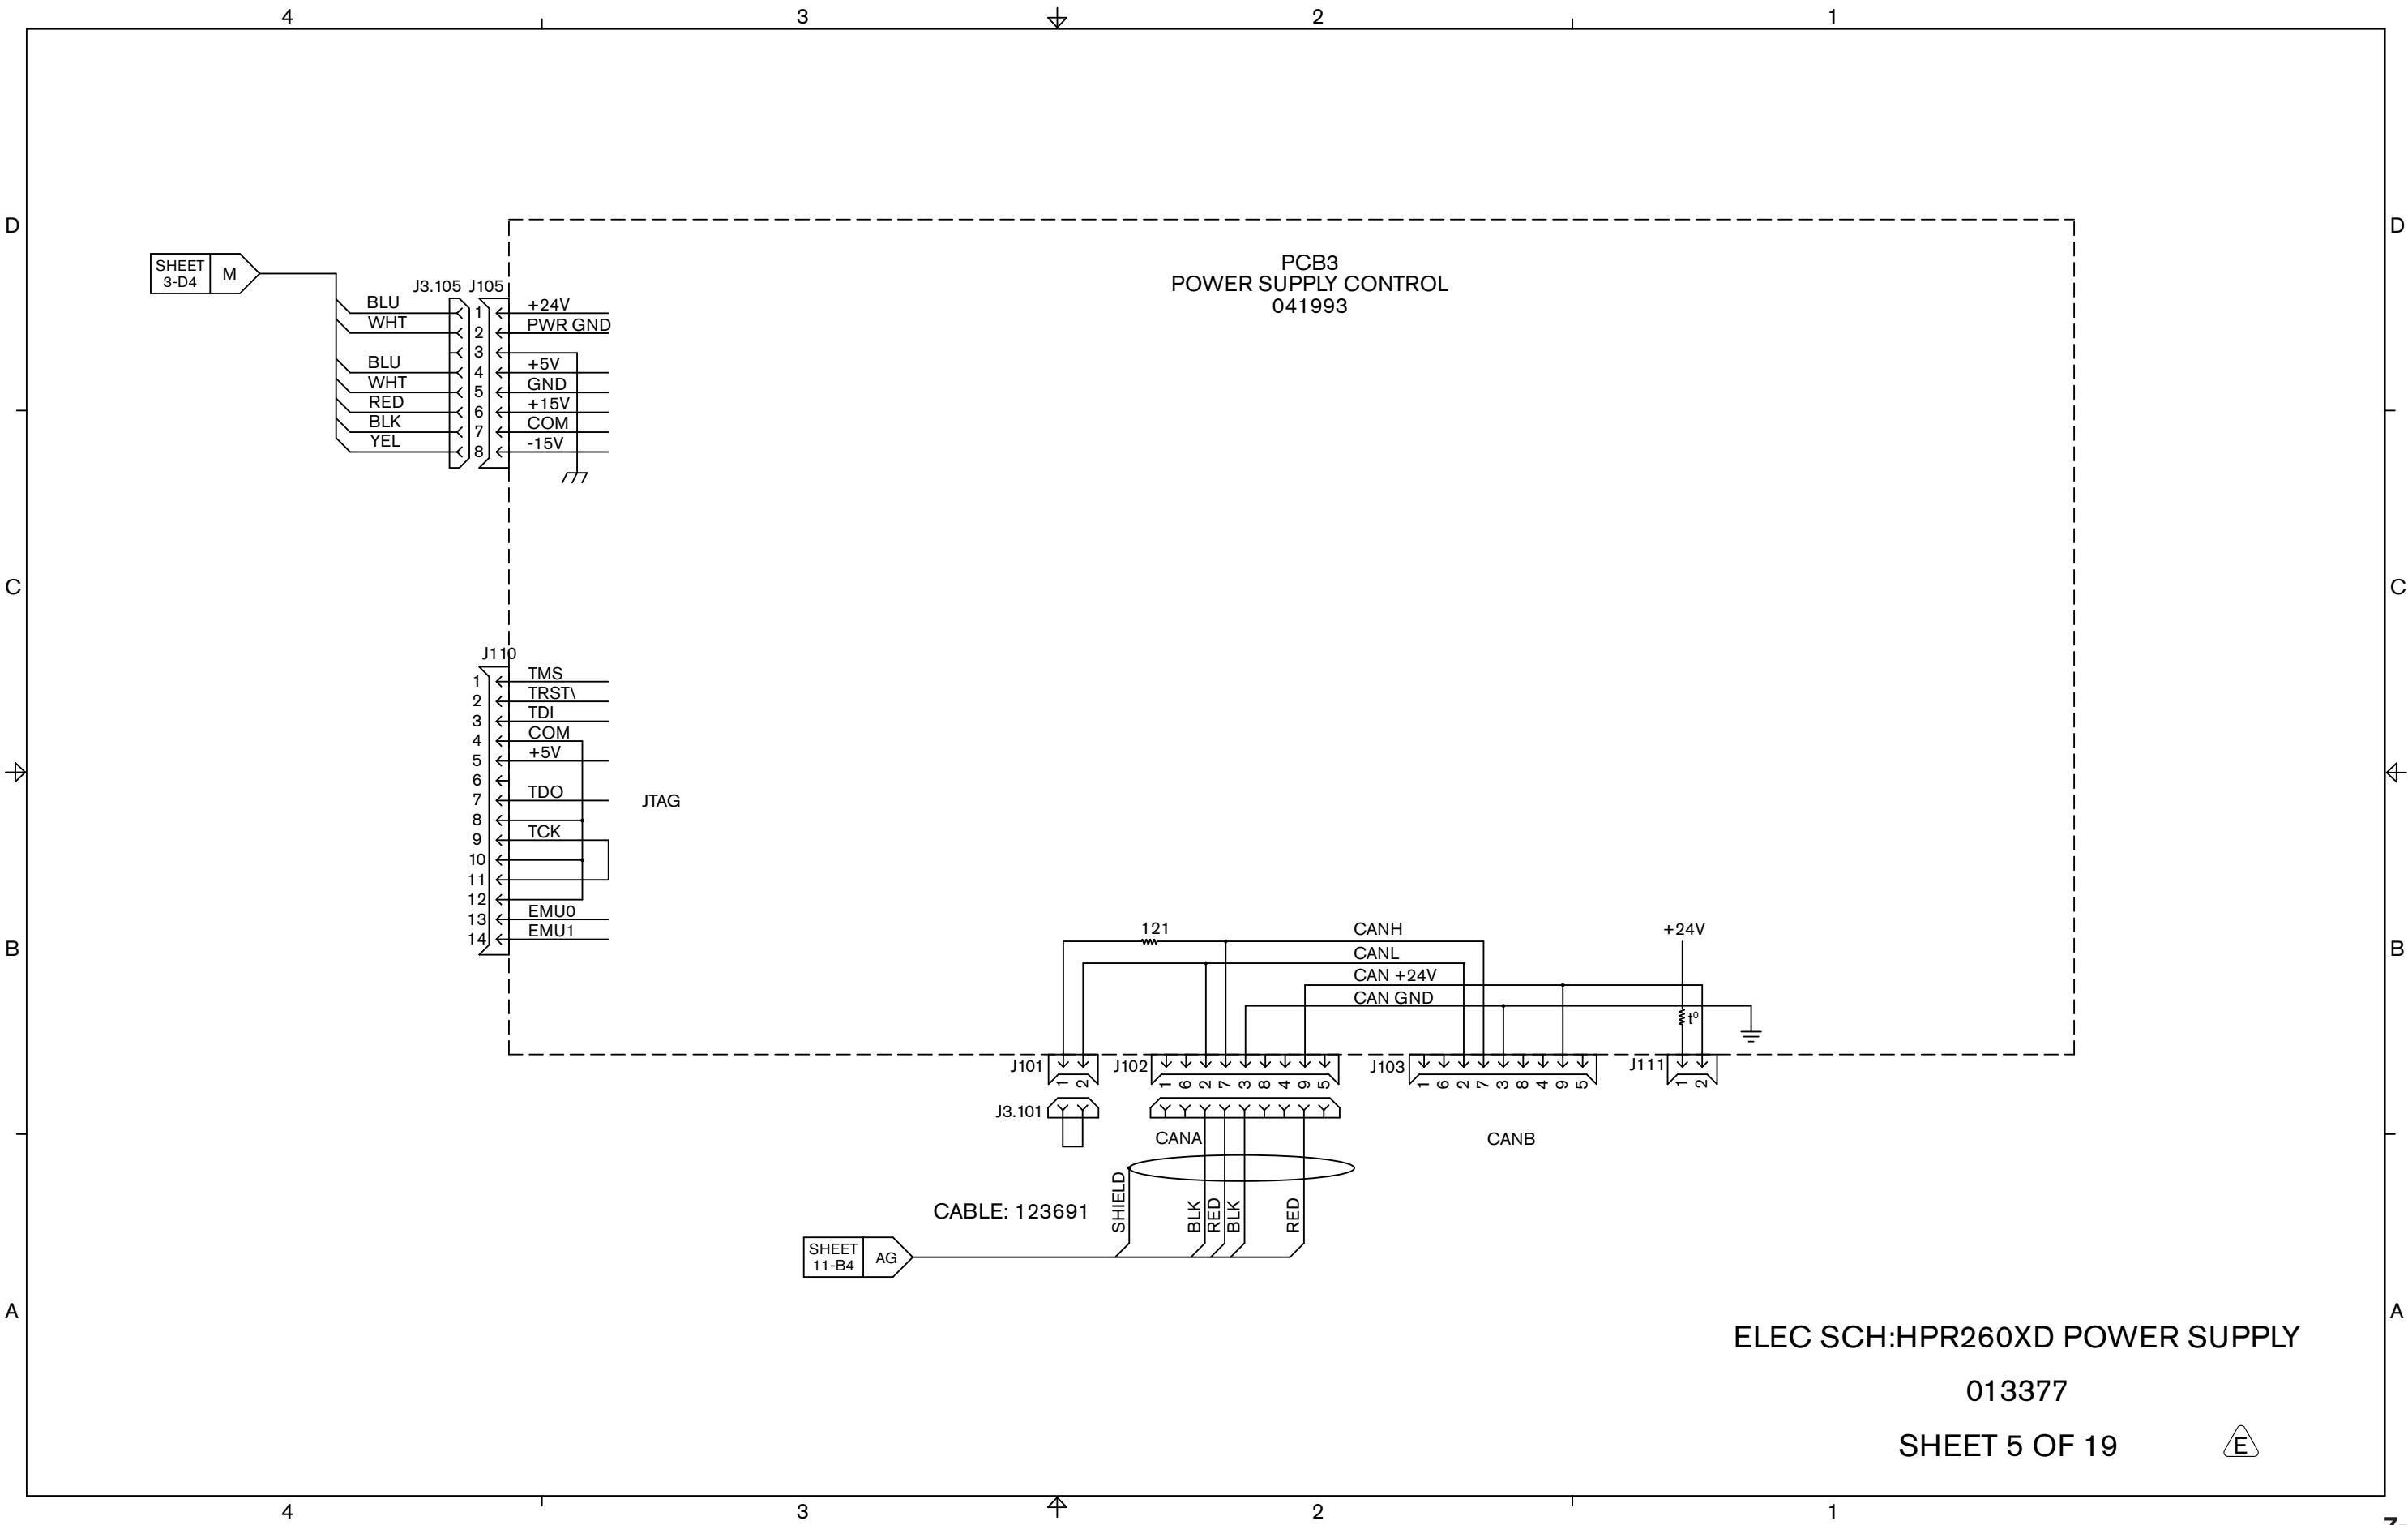 4 3 2 1
D D
PCB3
POWER SUPPLY CONTROL
041993
SHEET
3-D4
M
J3.105 J105
BLU 1 +24V
WHT 2 PWR GND
3
BLU 4 +5V
WHT 5 GND
RED 6 +15V
BLK 7 COM
YEL 8 -15V
C C
J110
1 TMS
2 TRST\
3 TDI
4 COM
5 +5V
6
7 TDO
JTAG
8
9 TCK
10
11
12
13 EMU0
14 EMU1
B B
121 CANH +24V
CANL
CAN +24V
CAN GND
t⁰
J101 1 2
J102 1 6 2 7 3 8 4 9 5
J103 1 6 2 7 3 8 4 9 5
J111 1 2
J3.101
CANA CANB
CABLE: 123691
SHIELD BLK RED BLK RED
SHEET
11-B4
AG
A A
ELEC SCH:HPR260XD POWER SUPPLY
013377
SHEET 5 OF 19
E
4 3 2 1